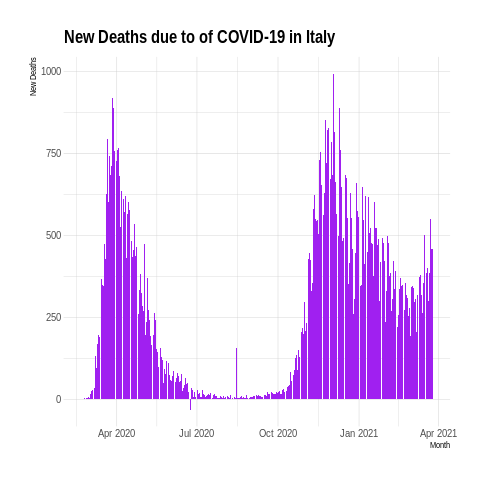 New Deaths due to of COVID-19 in Italy
New Deaths
1000
750
500
250
0
Apr 2020 Jul 2020 Oct 2020 Jan 2021 Apr 2021
Month